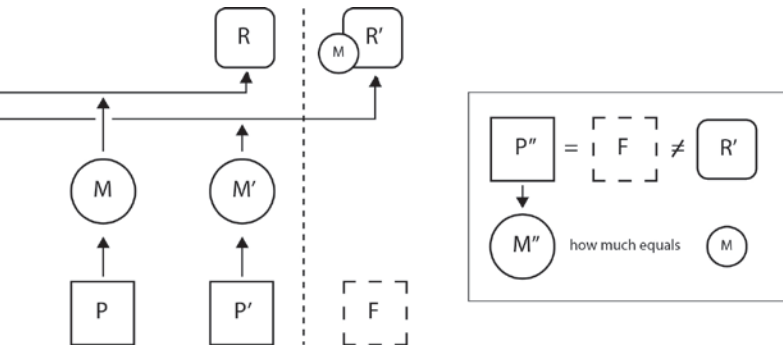 R
M R′
M M′
P P′ F
P″ = F ≠ R′
M″ how much equals M